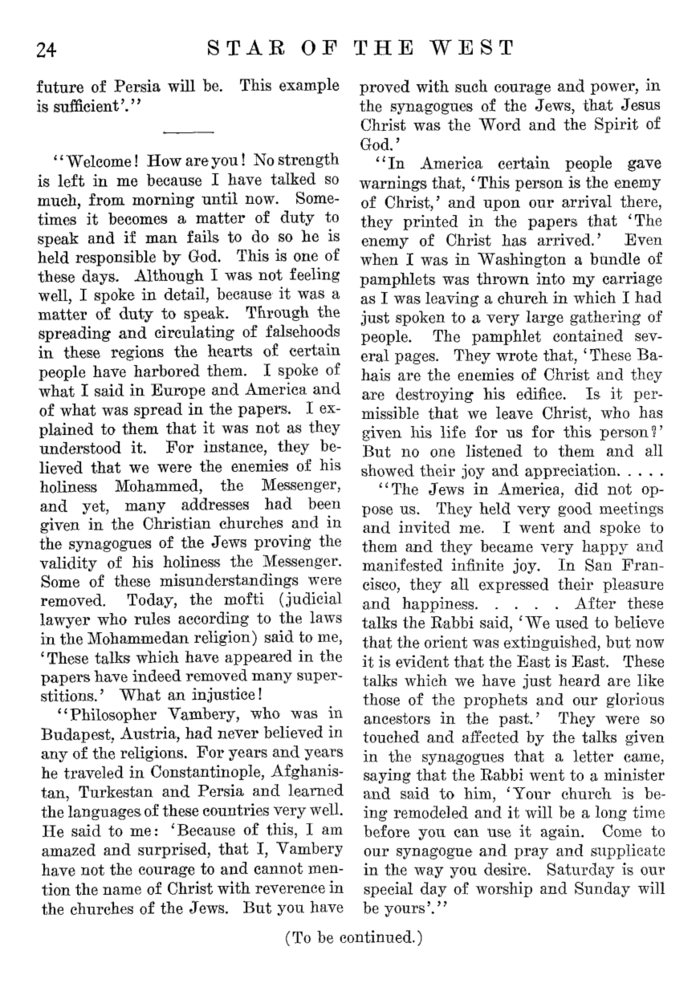 24
STAR OF THE WEST
future of Persia will be. This example
is sufficient'."
"Welcome! How are you! No strength
is left in me because I have talked so
much, from morning until now. Some-
times it becomes a matter of duty to
speak and if man fails to do so he is
held responsible by God. This is one of
these days. Although I was not feeling
well, I spoke in detail, because it was a
matter of duty to speak. Through the
spreading and circulating of falsehoods
in these regions the hearts of certain
people have harbored them. I spoke of
what I said in Europe and America and
of what was spread in the papers. I ex-
plained to them that it was not as they
understood it. For instance, they be-
lieved that we were the enemies of his
holiness Mohammed, the Messenger,
and yet, many addresses had been
given in the Christian churches and in
the synagogues of the Jews proving the
validity of his holiness the Messenger.
Some of these misunderstandings were
removed. Today, the mofti (judicial
lawyer who rules according to the laws
in the Mohammedan religion) said to me,
'These talks which have appeared in the
papers have indeed removed many super-
stitions.' What an injustice!
"Philosopher Vambery, who was in
Budapest, Austria, had never believed in
any of the religions. For years and years
he traveled in Constantinople, Afghanis-
tan, Turkestan and Persia and learned
the languages of these countries very well.
He said to me: 'Because of this, I am
amazed and surprised, that I, Vambery
have not the courage to and cannot men-
tion the name of Christ with reverence in
the churches of the Jews. But you have
proved with such courage and power, in
the synagogues of the Jews, that Jesus
Christ was the Word and the Spirit of
God.'
"In America certain people gave
warnings that, 'This person is the enemy
of Christ,' and upon our arrival there,
they printed in the papers that 'The
enemy of Christ has arrived.' Even
when I was in Washington a bundle of
pamphlets was thrown into my carriage
as I was leaving a church in which I had
just spoken to a very large gathering of
people. The pamphlet contained sev-
eral pages. They wrote that, 'These Ba-
hais are the enemies of Christ and they
are destroying his edifice. Is it per-
missible that we leave Christ, who has
given his life for us for this person?'
But no one listened to them and all
showed their joy and appreciation. . . . .
"The Jews in America, did not op-
pose us. They held very good meetings
and invited me. I went and spoke to
them and they became very happy and
manifested infinite joy. In San Fran-
cisco, they all expressed their pleasure
and happiness. . . . . After these
talks the Rabbi said, 'We used to believe
that the orient was extinguished, but now
it is evident that the East is East. These
talks which we have just heard are like
those of the prophets and our glorious
ancestors in the past.' They were so
touched and affected by the talks given
in the synagogues that a letter came,
saying that the Rabbi went to a minister
and said to him, 'Your church is be-
ing remodeled and it will be a long time
before you can use it again. Come to
our synagogue and pray and supplicate
in the way you desire. Saturday is our
special day of worship and Sunday will
be yours'."
(To be continued.)